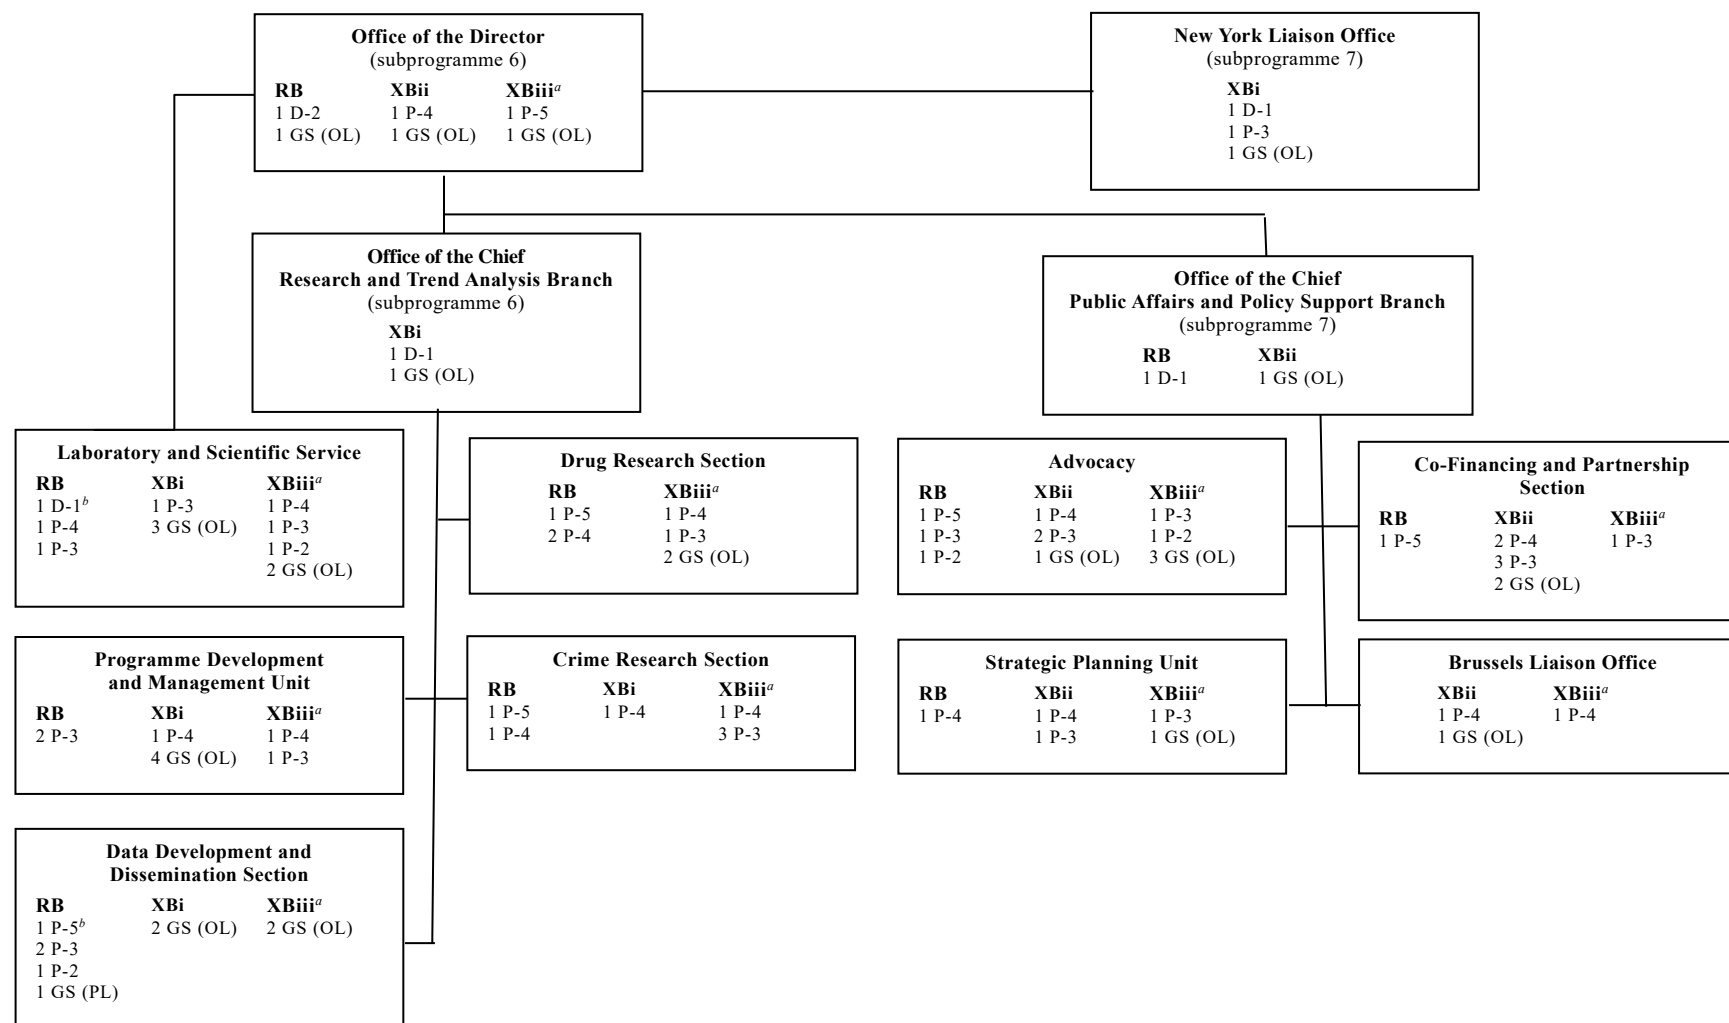 Office of the Director
(subprogramme 6)
RB XBii XBiiiᵃ
1 D-2 1 P-4 1 P-5
1 GS (OL) 1 GS (OL) 1 GS (OL)
New York Liaison Office
(subprogramme 7)
XBi
1 D-1
1 P-3
1 GS (OL)
Office of the Chief
Research and Trend Analysis Branch
(subprogramme 6)
XBi
1 D-1
1 GS (OL)
Office of the Chief
Public Affairs and Policy Support Branch
(subprogramme 7)
RB XBii
1 D-1 1 GS (OL)
Laboratory and Scientific Service
RB XBi XBiiiᵃ
1 D-1ᵇ 1 P-3 1 P-4
1 P-4 3 GS (OL) 1 P-3
1 P-3 1 P-2
2 GS (OL)
Drug Research Section
RB XBiiiᵃ
1 P-5 1 P-4
2 P-4 1 P-3
2 GS (OL)
Advocacy
RB XBii XBiiiᵃ
1 P-5 1 P-4 1 P-3
1 P-3 2 P-3 1 P-2
1 P-2 1 GS (OL) 3 GS (OL)
Co-Financing and Partnership
Section
RB XBii XBiiiᵃ
1 P-5 2 P-4 1 P-3
3 P-3
2 GS (OL)
Programme Development
and Management Unit
RB XBi XBiiiᵃ
2 P-3 1 P-4 1 P-4
4 GS (OL) 1 P-3
Crime Research Section
RB XBi XBiiiᵃ
1 P-5 1 P-4 1 P-4
1 P-4 3 P-3
Strategic Planning Unit
RB XBii XBiiiᵃ
1 P-4 1 P-4 1 P-3
1 P-3 1 GS (OL)
Brussels Liaison Office
XBii XBiiiᵃ
1 P-4 1 P-4
1 GS (OL)
Data Development and
Dissemination Section
RB XBi XBiiiᵃ
1 P-5ᵇ 2 GS (OL) 2 GS (OL)
2 P-3
1 P-2
1 GS (PL)